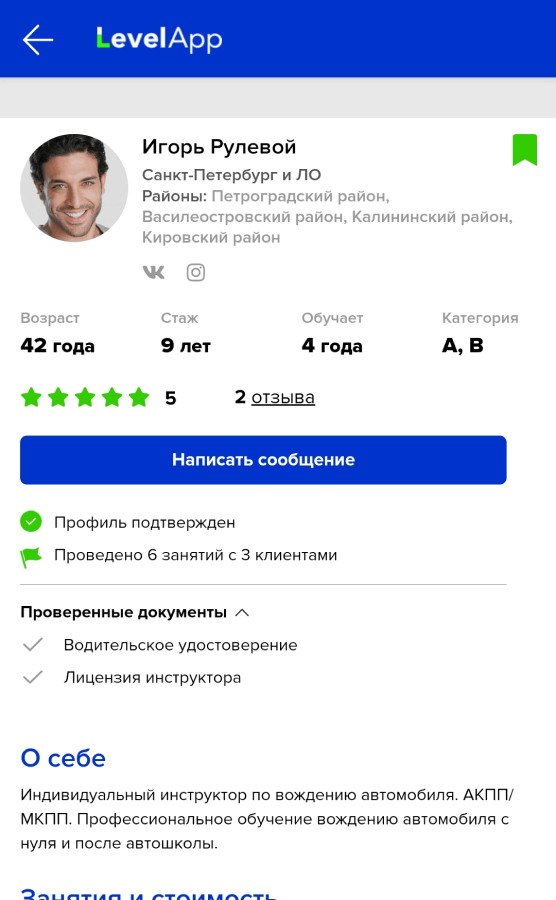 LevelApp
Игорь Рулевой
Санкт-Петербург и ЛО
Районы: Петроградский район,
Василеостровский район, Калининский район,
Кировский район
Возраст Стаж Обучает Категория
42 года 9 лет 4 года A, B
5 2 отзыва
Написать сообщение
Профиль подтвержден
Проведено 6 занятий с 3 клиентами
Проверенные документы
Водительское удостоверение
Лицензия инструктора
О себе
Индивидуальный инструктор по вождению автомобиля. АКПП/
МКПП. Профессиональное обучение вождению автомобиля с
нуля и после автошколы.
Занятия и стоимость